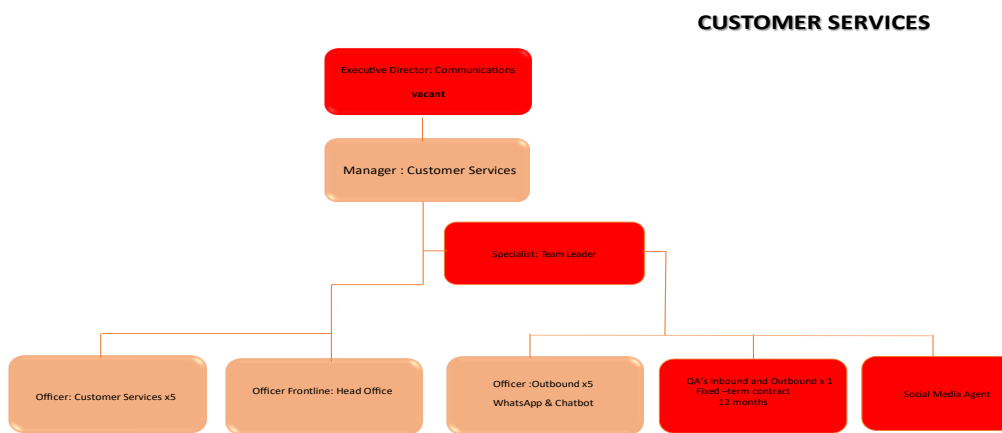 CUSTOMER SERVICES
Executive Director: Communications
vacant
Manager : Customer Services
Specialist: Team Leader
Officer: Customer Services x5
Officer Frontline: Head Office
Officer :Outbound x5
WhatsApp & Chatbot
QA's Inbound and Outbound x 1
Fixed –term contract
12 months
Social Media Agent